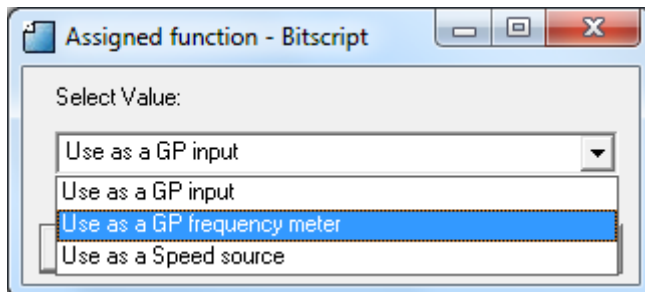 Assigned function - Bitscript
Select Value:
Use as a GP input
Use as a GP input
Use as a GP frequency meter
Use as a Speed source